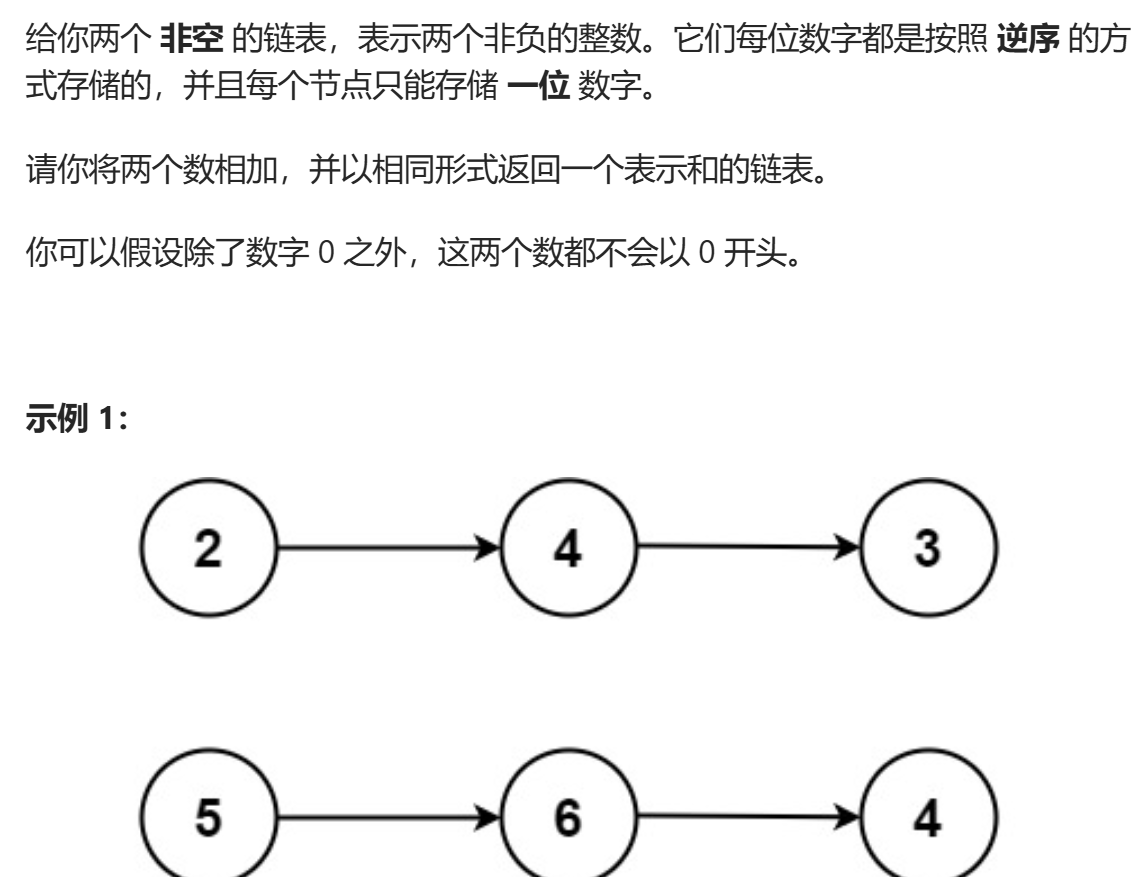 给你两个 非空 的链表，表示两个非负的整数。它们每位数字都是按照 逆序 的方
式存储的，并且每个节点只能存储 一位 数字。
请你将两个数相加，并以相同形式返回一个表示和的链表。
你可以假设除了数字 0 之外，这两个数都不会以 0 开头。
示例 1：
2 4 3
5 6 4